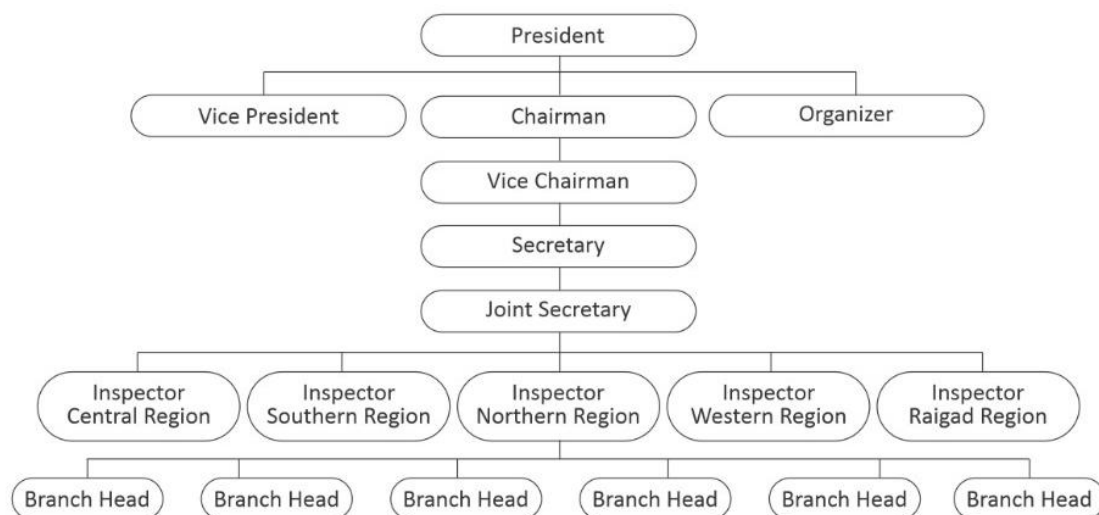 President
Vice President
Chairman
Organizer
Vice Chairman
Secretary
Joint Secretary
Inspector
Central Region
Inspector
Southern Region
Inspector
Northern Region
Inspector
Western Region
Inspector
Raigad Region
Branch Head
Branch Head
Branch Head
Branch Head
Branch Head
Branch Head